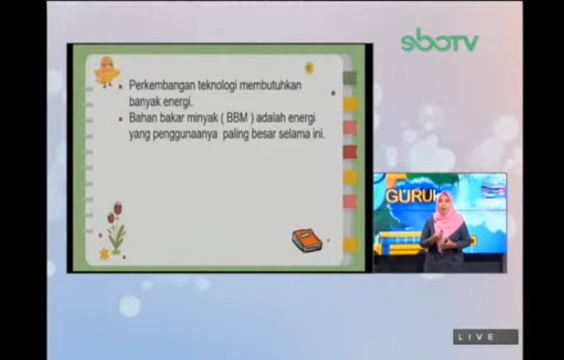 sboTV
Perkembangan teknologi membutuhkan
banyak energi.
Bahan bakar minyak ( BBM ) adalah energi
yang penggunaanya paling besar selama ini.
GURUk
LIVE